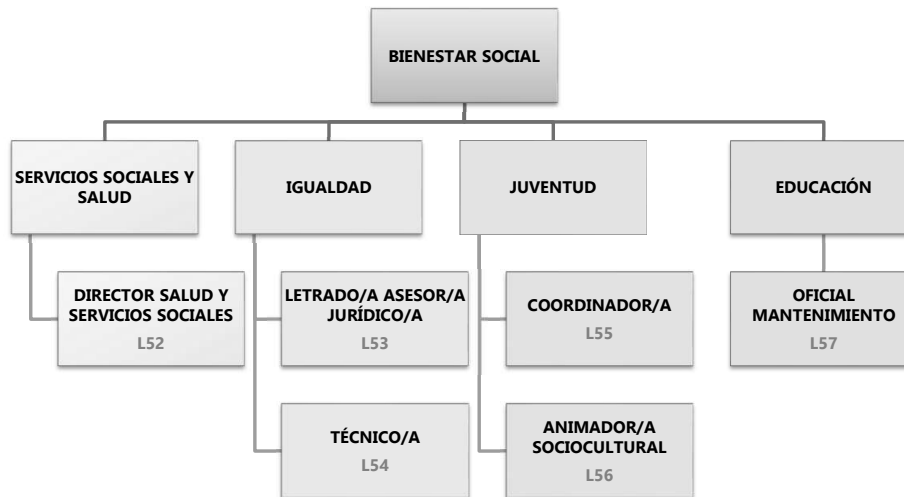 BIENESTAR SOCIAL
SERVICIOS SOCIALES Y
SALUD
IGUALDAD
JUVENTUD
EDUCACIÓN
DIRECTOR SALUD Y
SERVICIOS SOCIALES
L52
LETRADO/A ASESOR/A
JURÍDICO/A
L53
COORDINADOR/A
L55
OFICIAL
MANTENIMIENTO
L57
TÉCNICO/A
L54
ANIMADOR/A
SOCIOCULTURAL
L56